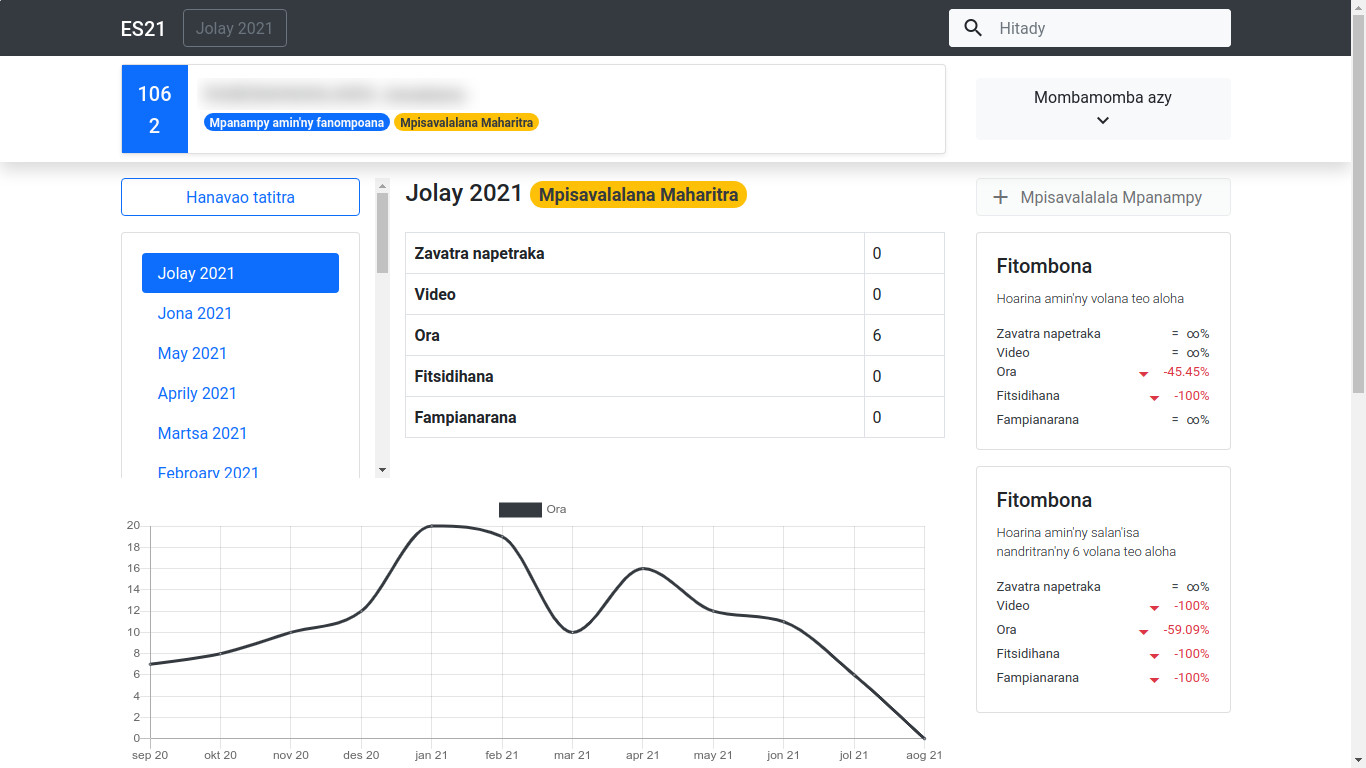 ES21 Jolay 2021 Hitady
106
2
Mpanampy amin'ny fanompoana Mpisavalalana Maharitra
Mombamomba azy
Hanavao tatitra
Jolay 2021
Jona 2021
May 2021
Aprily 2021
Martsa 2021
Febroary 2021
Jolay 2021 Mpisavalalana Maharitra
Zavatra napetraka 0
Video 0
Ora 6
Fitsidihana 0
Fampianarana 0
Mpisavalalala Mpanampy
Fitombona
Hoarina amin'ny volana teo aloha
Zavatra napetraka = ∞%
Video = ∞%
Ora -45.45%
Fitsidihana -100%
Fampianarana = ∞%
Fitombona
Hoarina amin'ny salan'isa
nandritran'ny 6 volana teo aloha
Zavatra napetraka = ∞%
Video -100%
Ora -59.09%
Fitsidihana -100%
Fampianarana -100%
Ora
20
18
16
14
12
10
8
6
4
2
0
sep 20 okt 20 nov 20 des 20 jan 21 feb 21 mar 21 apr 21 may 21 jon 21 jol 21 aog 21